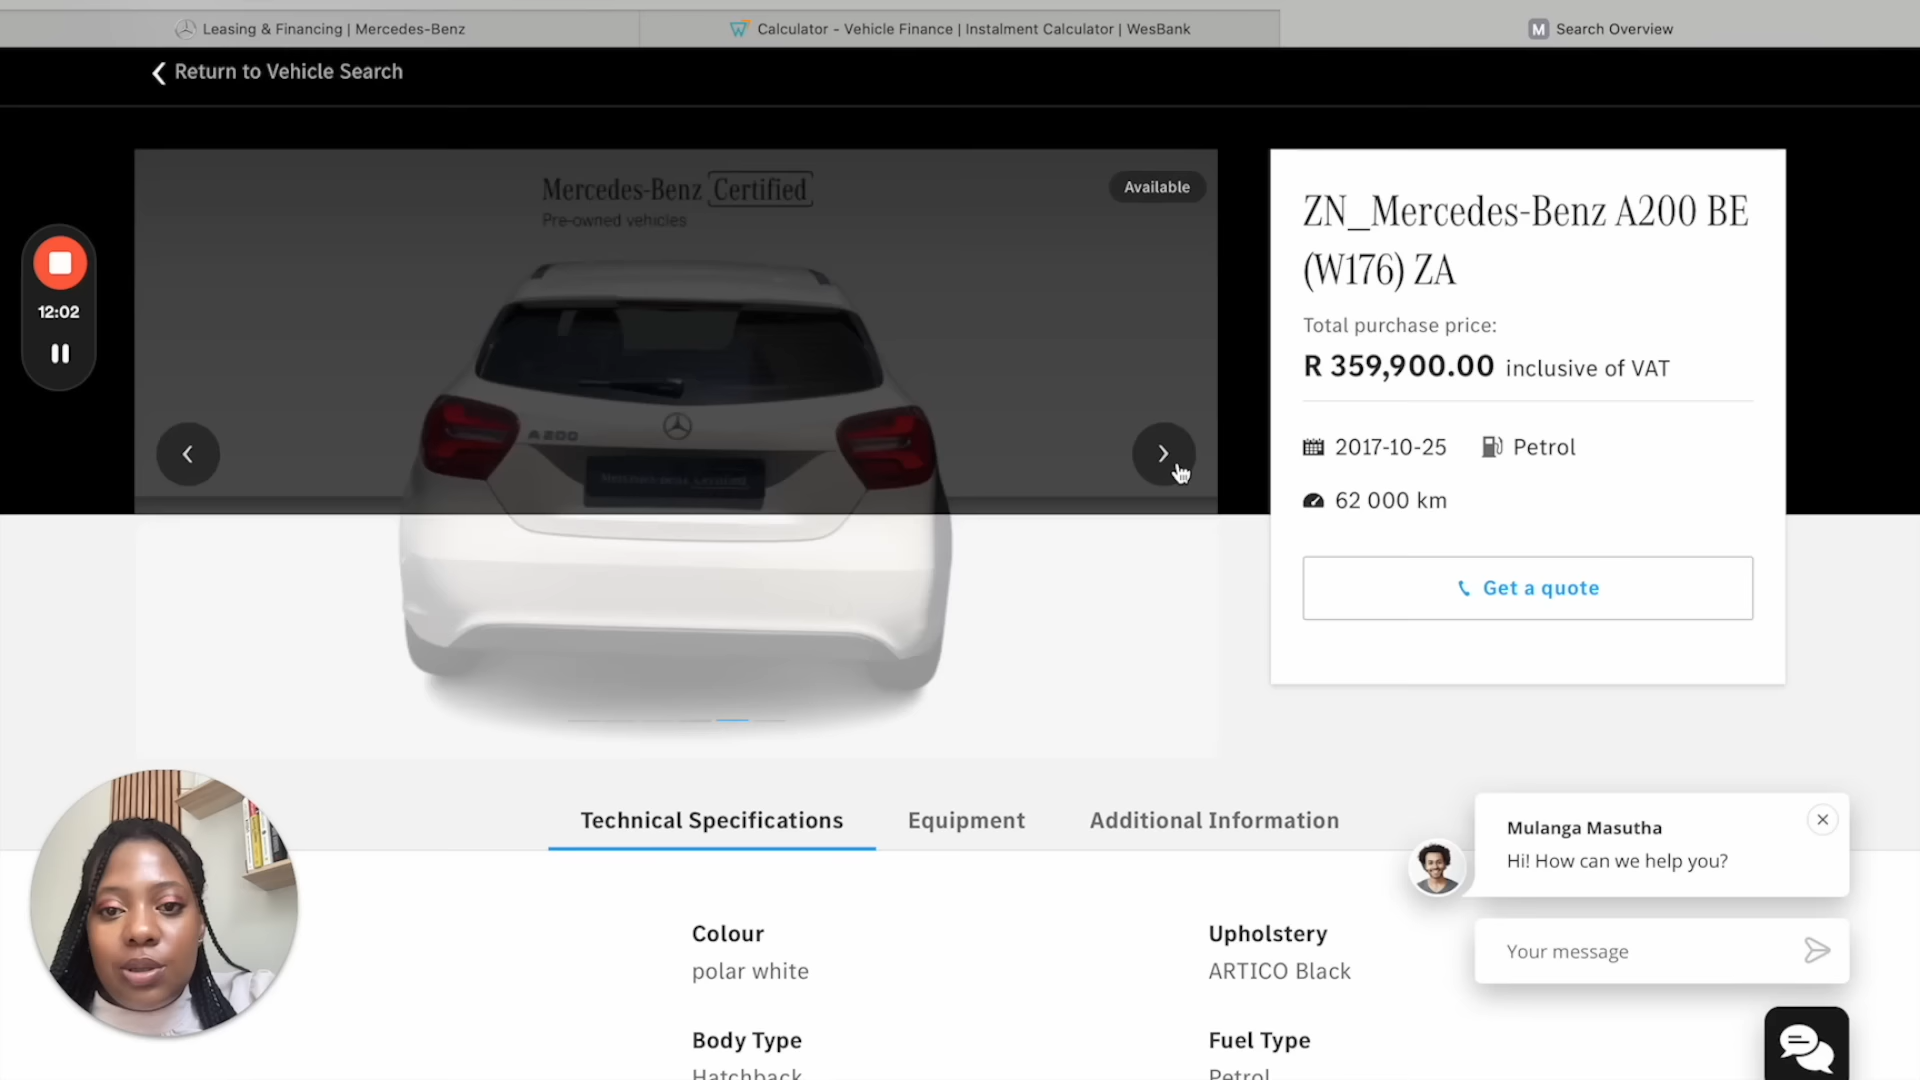 Leasing & Financing | Mercedes-Benz
Calculator - Vehicle Finance | Instalment Calculator | WesBank
M Search Overview
Return to Vehicle Search
Mercedes-Benz Certified
Pre-owned vehicles
Available
A 200
Mercedes-Benz Certified
12:02
ZN_Mercedes-Benz A200 BE
(W176) ZA
Total purchase price:
R 359,900.00 inclusive of VAT
2017-10-25 Petrol
62 000 km
Get a quote
Technical Specifications Equipment Additional Information
Mulanga Masutha
Hi! How can we help you?
Your message
Colour
polar white
Upholstery
ARTICO Black
Body Type
Hatchback
Fuel Type
Petrol